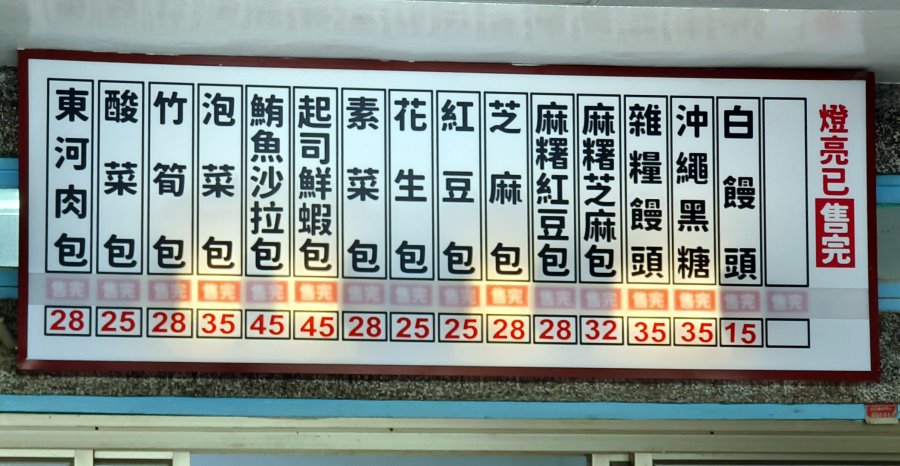 東河肉包
酸菜包
竹筍包
泡菜包
鮪魚沙拉包
起司鮮蝦包
素菜包
花生包
紅豆包
芝麻包
麻糬紅豆包
麻糬芝麻包
雜糧饅頭
沖繩黑糖
白饅頭
燈亮已售完
售完 售完 售完 售完 售完 售完 售完 售完 售完 售完 售完 售完 售完 售完 售完 售完
28 25 28 35 45 45 28 25 25 28 28 32 35 35 15